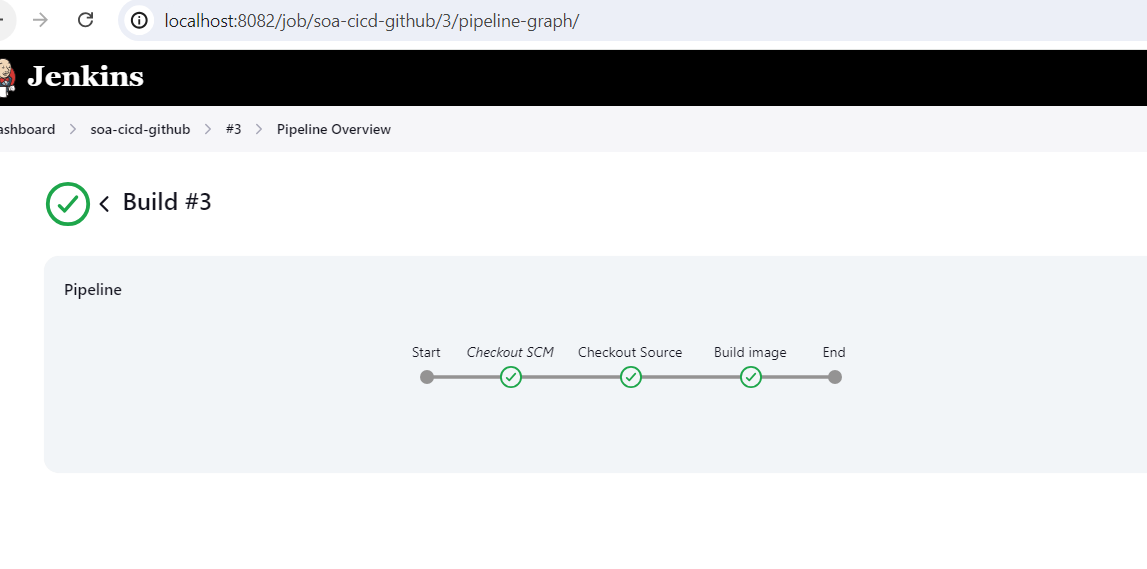 localhost:8082/job/soa-cicd-github/3/pipeline-graph/
Jenkins
ashboard > soa-cicd-github > #3 > Pipeline Overview
Build #3
Pipeline
Start Checkout SCM Checkout Source Build image End